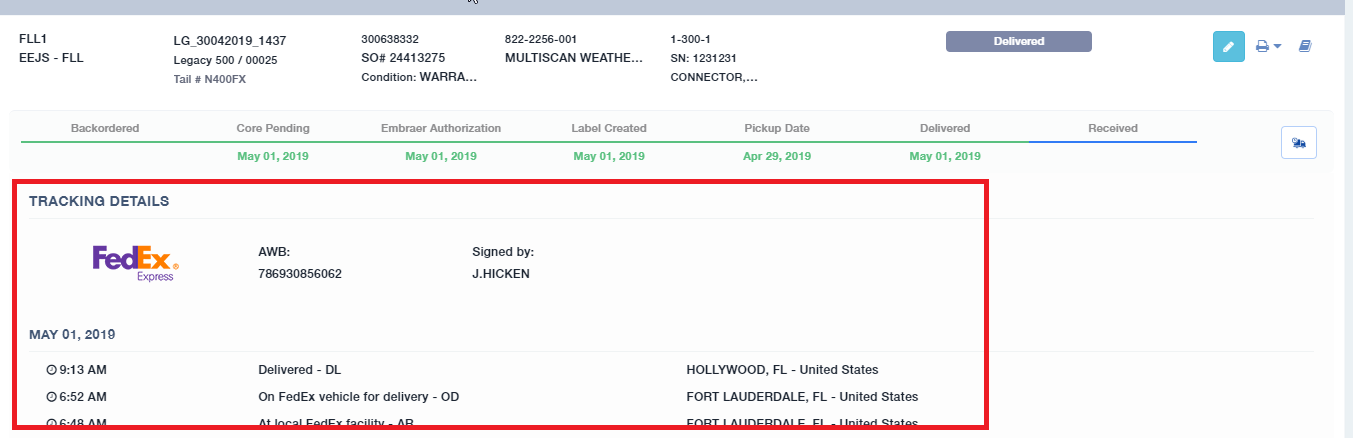 FLL1
EEJS - FLL
LG_30042019_1437
Legacy 500 / 00025
Tail # N400FX
300638332
SO# 24413275
Condition: WARRA...
822-2256-001
MULTISCAN WEATHE...
1-300-1
SN: 1231231
CONNECTOR,...
Delivered
Backordered Core Pending Embraer Authorization Label Created Pickup Date Delivered Received
May 01, 2019 May 01, 2019 May 01, 2019 Apr 29, 2019 May 01, 2019
TRACKING DETAILS
FedEx®
Express
AWB:
786930856062
Signed by:
J.HICKEN
MAY 01, 2019
9:13 AM Delivered - DL HOLLYWOOD, FL - United States
6:52 AM On FedEx vehicle for delivery - OD FORT LAUDERDALE, FL - United States
6:48 AM At local FedEx facility - AR FORT LAUDERDALE, FL - United States